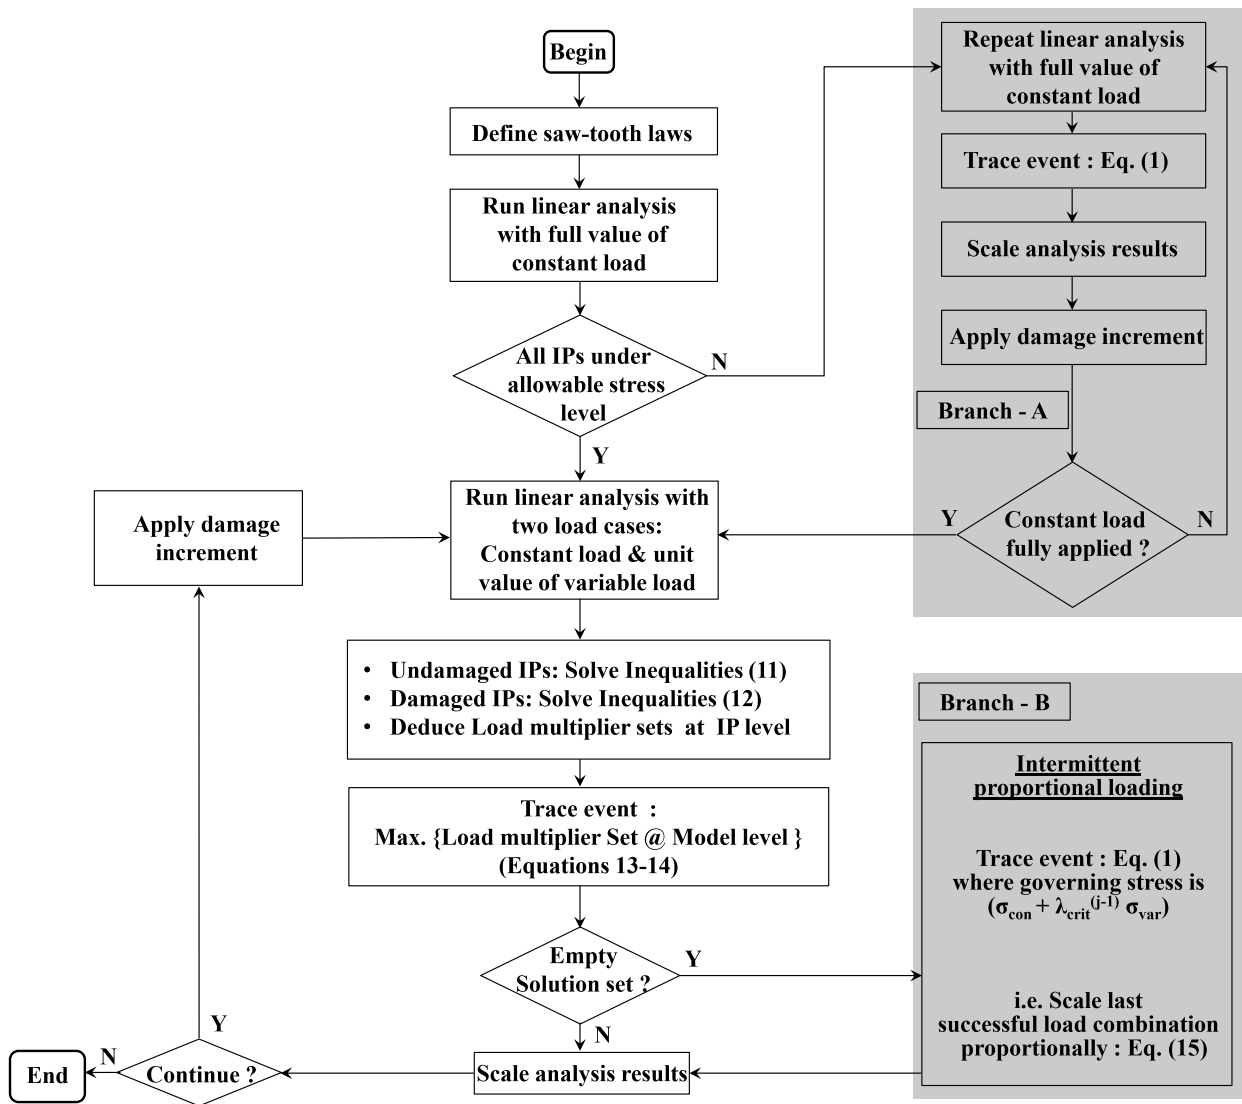 Begin
Define saw-tooth laws
Run linear analysis
with full value of
constant load
All IPs under
allowable stress
level
N
Y
Repeat linear analysis
with full value of
constant load
Trace event : Eq. (1)
Scale analysis results
Apply damage increment
Branch - A
Constant load
fully applied ?
Y
N
Apply damage
increment
Run linear analysis with
two load cases:
Constant load & unit
value of variable load
• Undamaged IPs: Solve Inequalities (11)
• Damaged IPs: Solve Inequalities (12)
• Deduce Load multiplier sets at IP level
Trace event :
Max. {Load multiplier Set @ Model level }
(Equations 13-14)
Empty
Solution set ?
Y
N
Branch - B
Intermittent
proportional loading
Trace event : Eq. (1)
where governing stress is
(σcon + λcrit(j-1) σvar)
i.e. Scale last
successful load combination
proportionally : Eq. (15)
Scale analysis results
Continue ?
Y
N
End